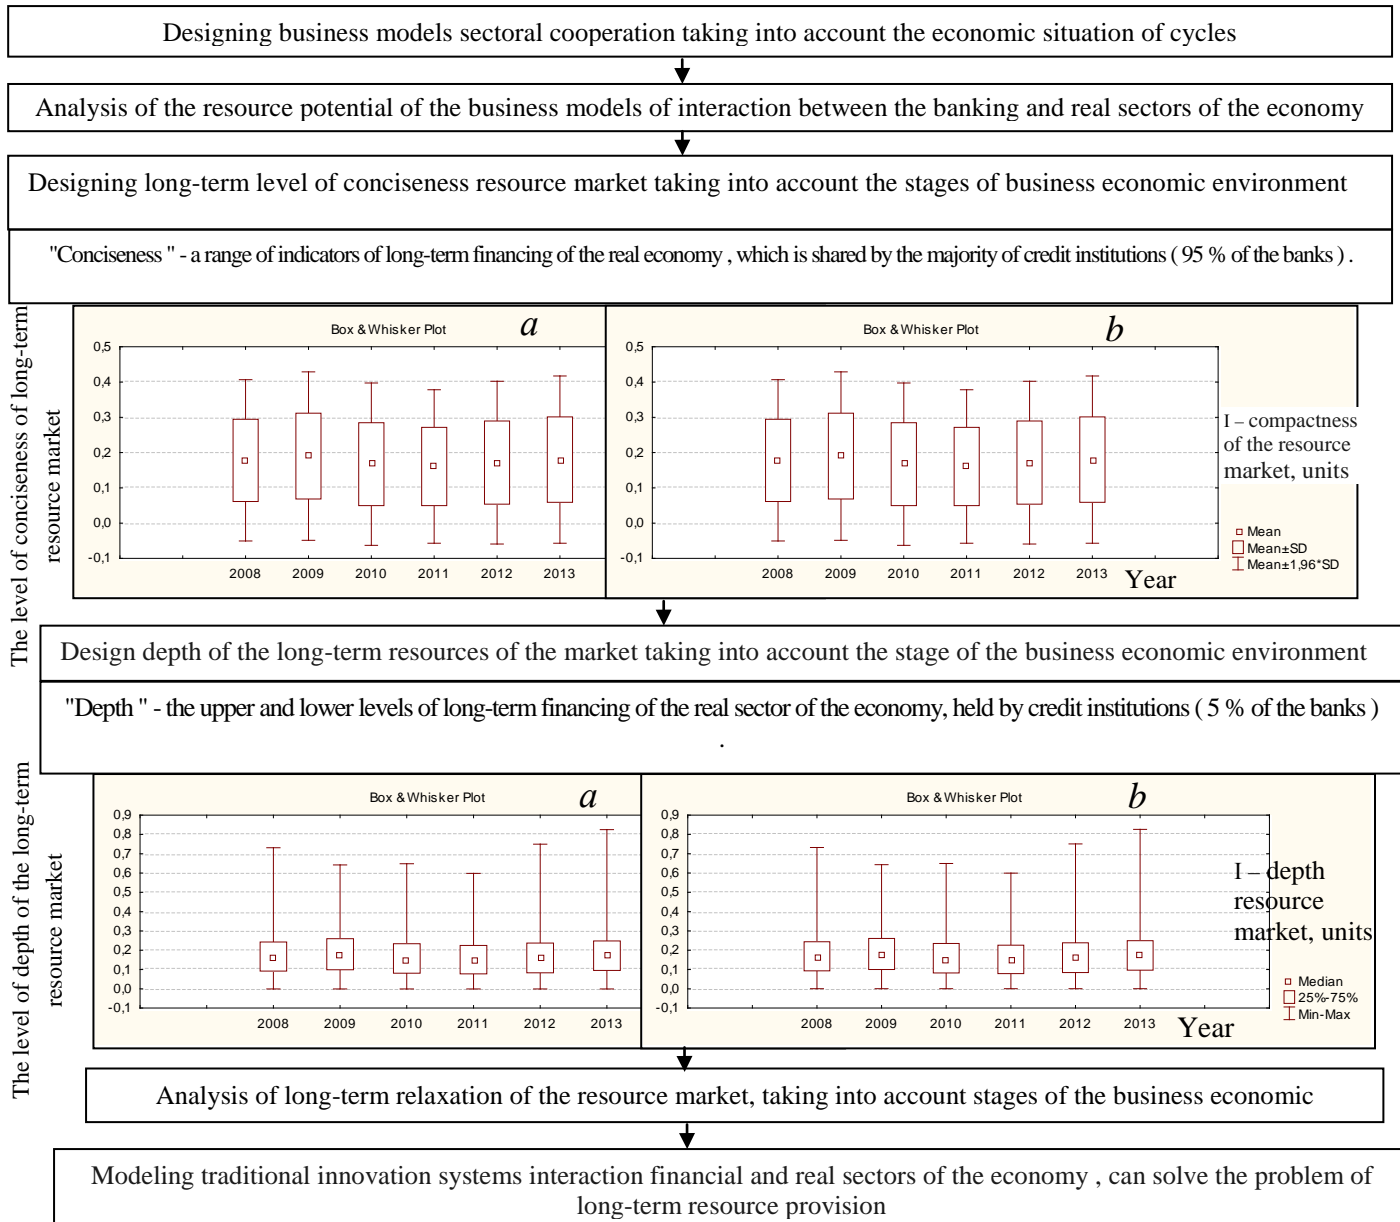 Designing business models sectoral cooperation taking into account the economic situation of cycles
Analysis of the resource potential of the business models of interaction between the banking and real sectors of the economy
Designing long-term level of conciseness resource market taking into account the stages of business economic environment
"Conciseness " - a range of indicators of long-term financing of the real economy , which is shared by the majority of credit institutions ( 95 % of the banks ) .
The level of conciseness of long-term
resource market
Box & Whisker Plot
a
0,5
0,4
0,3
0,2
0,1
0,0
-0,1
2008 2009 2010 2011 2012 2013
Box & Whisker Plot
b
0,5
0,4
0,3
0,2
0,1
0,0
-0,1
2008 2009 2010 2011 2012 2013
Year
I – compactness
of the resource
market, units
Mean
Mean±SD
Mean±1,96*SD
Design depth of the long-term resources of the market taking into account the stage of the business economic environment
"Depth " - the upper and lower levels of long-term financing of the real sector of the economy, held by credit institutions ( 5 % of the banks )
.
The level of depth of the long-term
resource market
Box & Whisker Plot
a
0,9
0,8
0,7
0,6
0,5
0,4
0,3
0,2
0,1
0,0
-0,1
2008 2009 2010 2011 2012 2013
Box & Whisker Plot
b
0,9
0,8
0,7
0,6
0,5
0,4
0,3
0,2
0,1
0,0
-0,1
2008 2009 2010 2011 2012 2013
Year
I – depth
resource
market, units
Median
25%-75%
Min-Max
Analysis of long-term relaxation of the resource market, taking into account stages of the business economic
Modeling traditional innovation systems interaction financial and real sectors of the economy , can solve the problem of
long-term resource provision